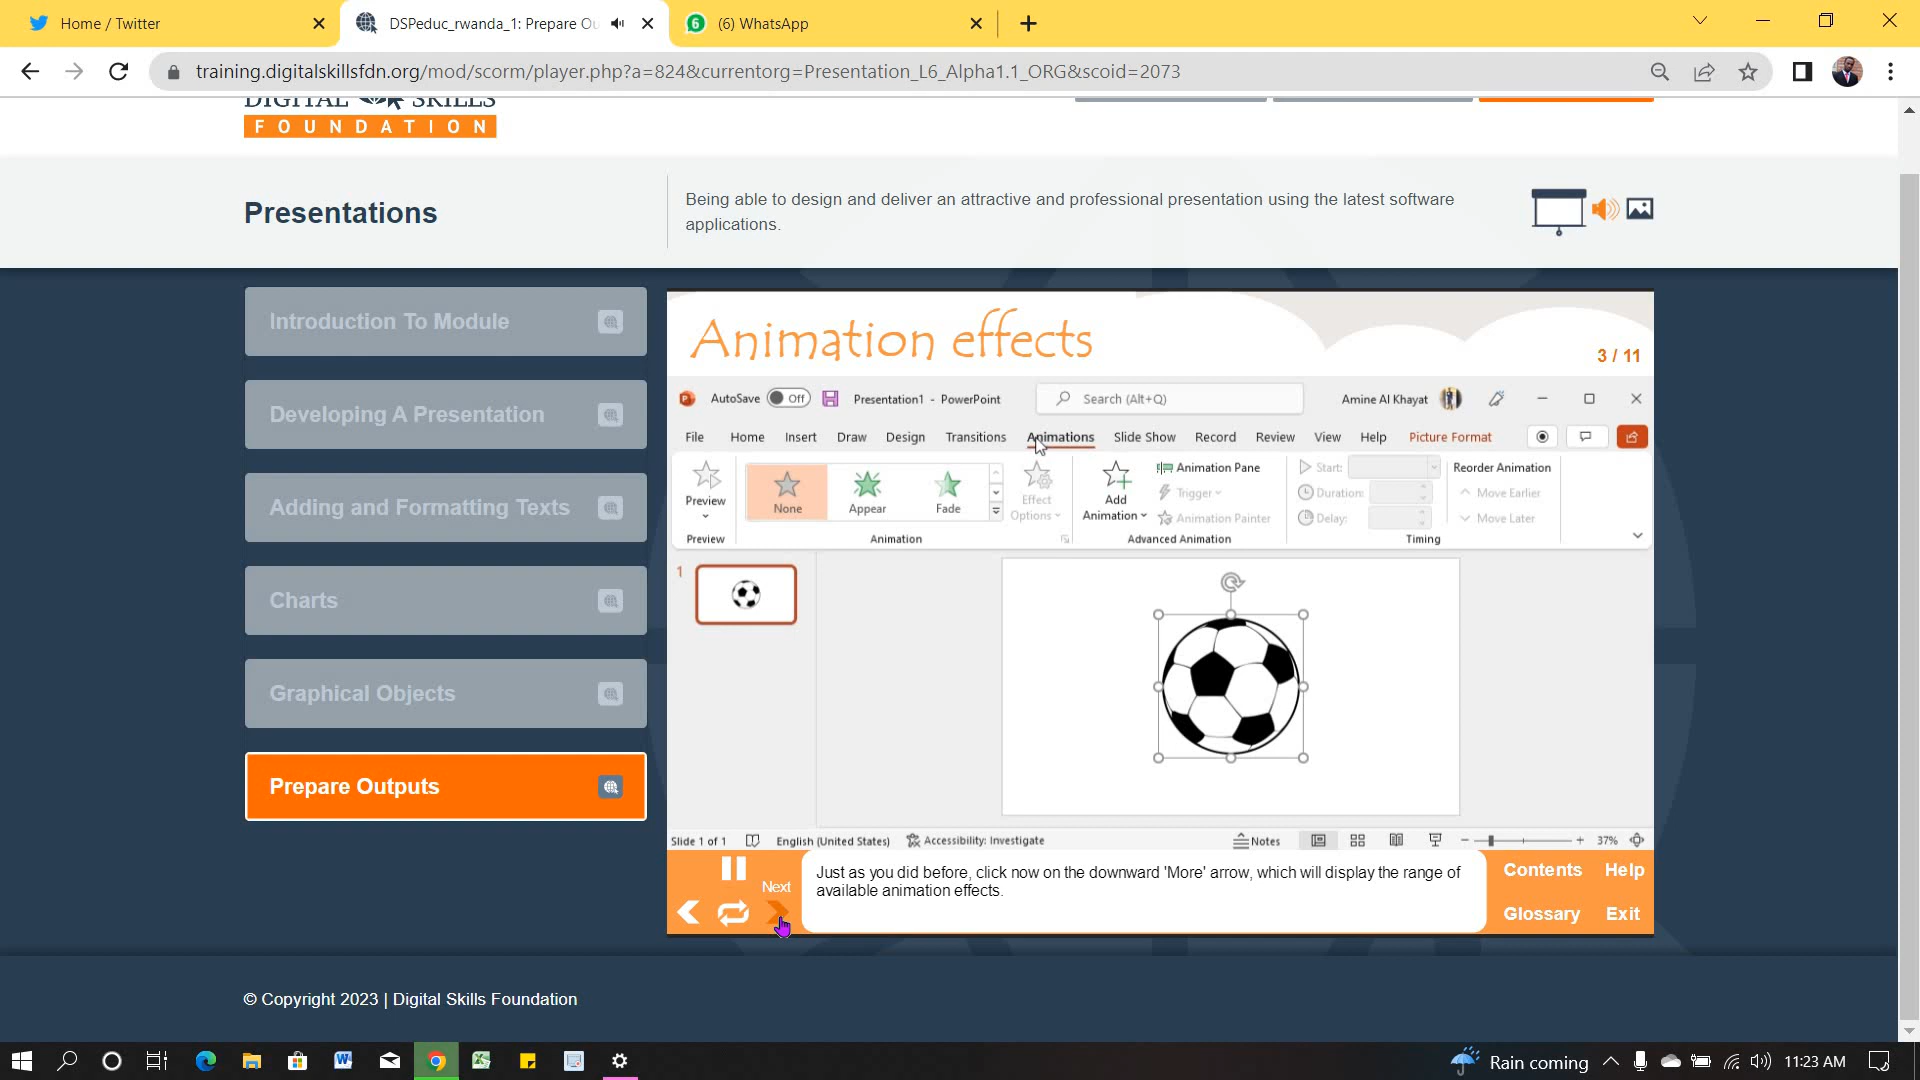 Home / Twitter
DSPeduc_rwanda_1: Prepare Ou
6 (6) WhatsApp
training.digitalskillsfdn.org/mod/scorm/player.php?a=824&currentorg=Presentation_L6_Alpha1.1_ORG&scoid=2073
DIGITAL SKILLS
FOUNDATION
Presentations
Being able to design and deliver an attractive and professional presentation using the latest software
applications.
Introduction To Module
Developing A Presentation
Adding and Formatting Texts
Charts
Graphical Objects
Prepare Outputs
Animation effects
3 / 11
AutoSave Off Presentation1 - PowerPoint Search (Alt+Q) Amine Al Khayat
File Home Insert Draw Design Transitions Animations Slide Show Record Review View Help Picture Format
Preview
None Appear Fade
Effect
Options
Add
Animation
Animation Pane
Trigger
Animation Painter
Start:
Duration:
Delay:
Reorder Animation
Move Earlier
Move Later
Preview Animation Advanced Animation Timing
1
Slide 1 of 1 English (United States) Accessibility: Investigate Notes 37%
Next
Just as you did before, click now on the downward 'More' arrow, which will display the range of
available animation effects.
Contents Help
Glossary Exit
© Copyright 2023 | Digital Skills Foundation
Rain coming 11:23 AM